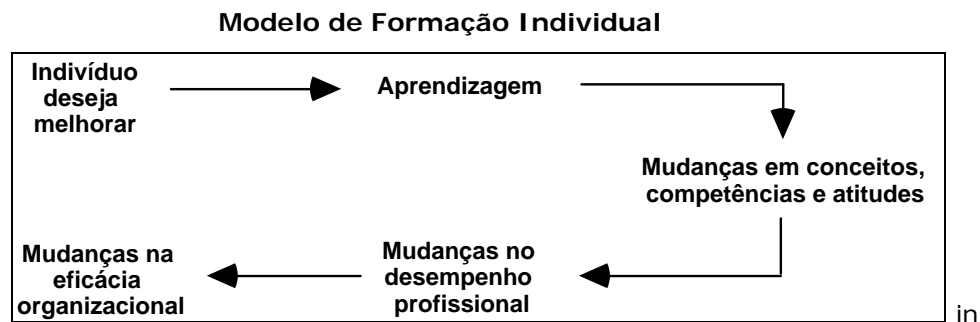 Modelo de Formação Individual
Indivíduo
deseja
melhorar
Aprendizagem
Mudanças em conceitos,
competências e atitudes
Mudanças no
desempenho
profissional
Mudanças na
eficácia
organizacional
in